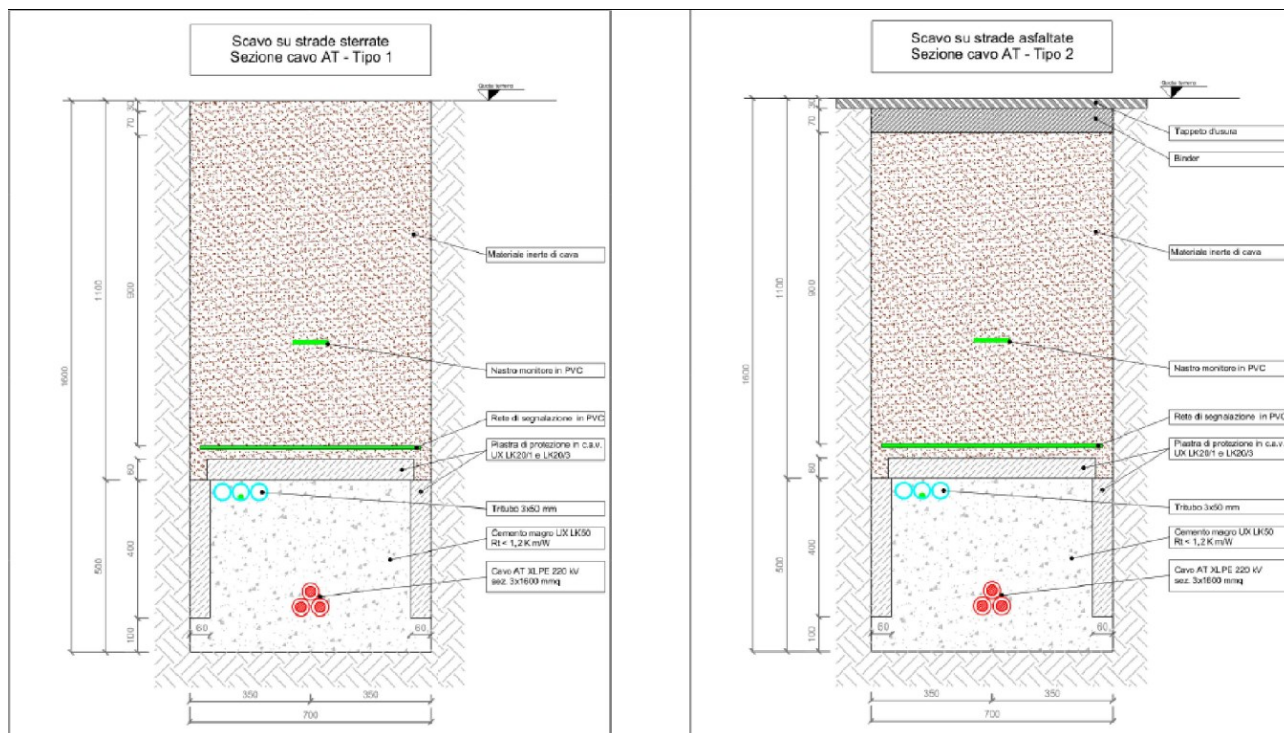 Scavo su strade sterrate
Sezione cavo AT - Tipo 1
30
70
1600
1100
900
60
500
400
100
60
60
350
350
700
Materiale inerte di cava
Nastro monitore in PVC
Rete di segnalazione in PVC
Piastra di protezione in c.a.v.
UX LK20/1 e LK20/3
Tritubo 3x50 mm
Cemento magro UX LK50
Rt < 1,2 K m/W
Cavo AT XLPE 220 kV
sez. 3x1600 mmq
Scavo su strade asfaltate
Sezione cavo AT - Tipo 2
30
70
1600
1100
900
60
500
400
100
60
60
350
350
700
Tappeto d'usura
Binder
Materiale inerte di cava
Nastro monitore in PVC
Rete di segnalazione in PVC
Piastra di protezione in c.a.v.
UX LK20/1 e LK20/3
Tritubo 3x50 mm
Cemento magro UX LK50
Rt < 1,2 K m/W
Cavo AT XLPE 220 kV
sez. 3x1600 mmq